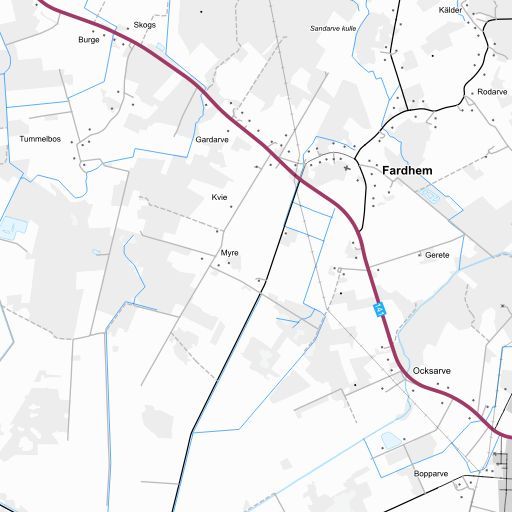 Kälder
Skogs
Sandarve kulle
Burge
Rodarve
Tummelbos
Gardarve
Fardhem
Kvie
Myre
Gerete
Ocksarve
Bopparve